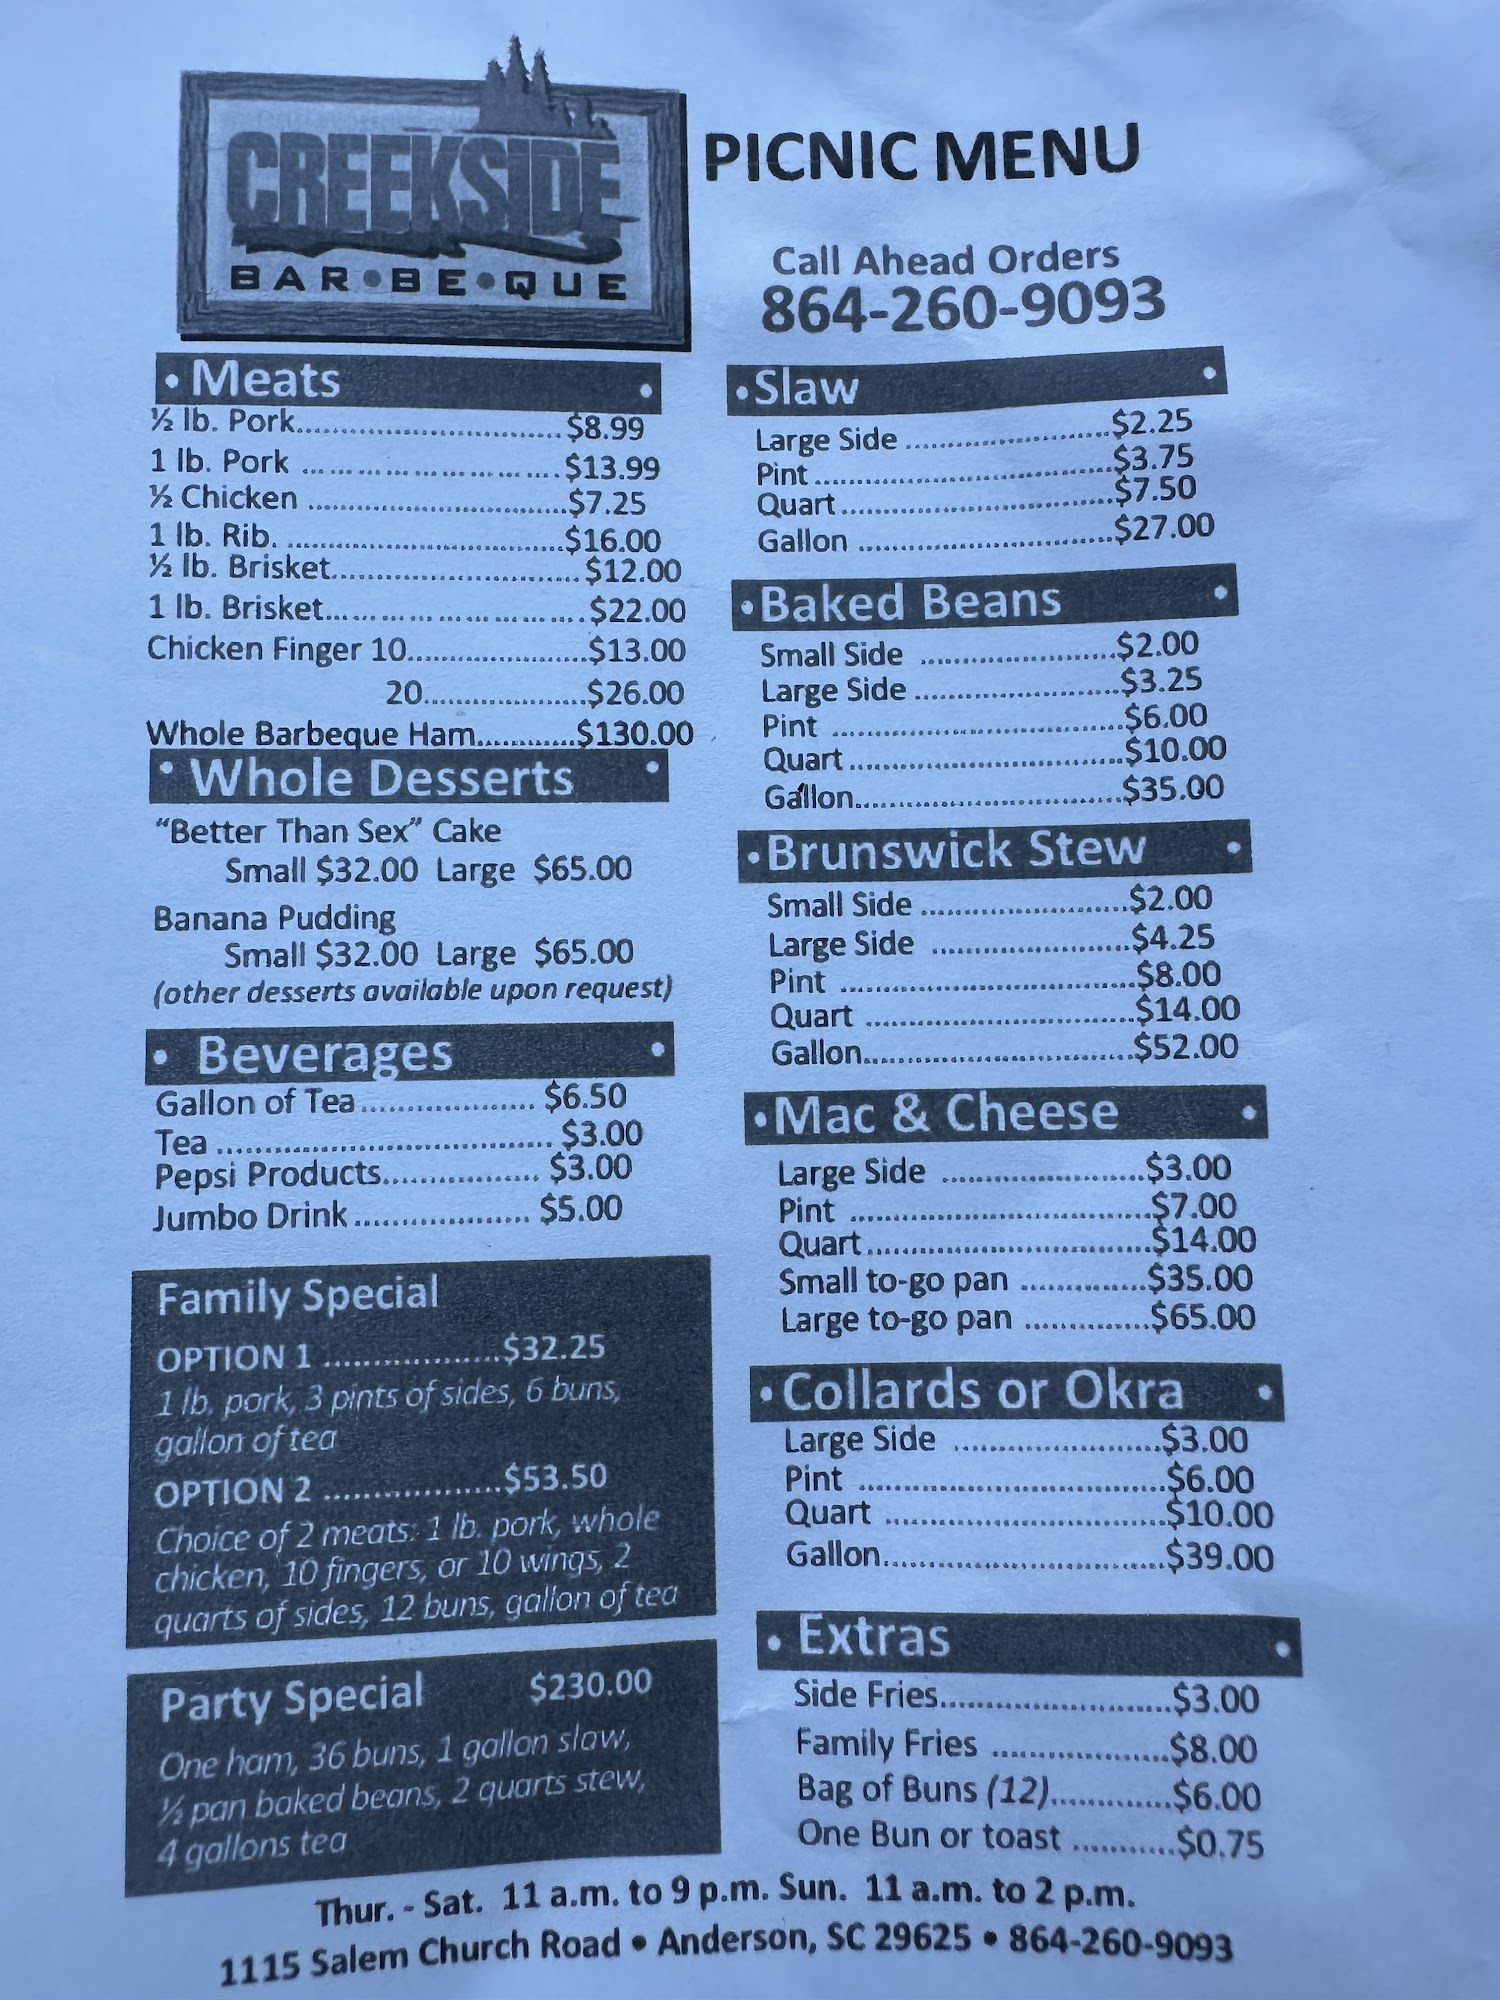 CREEKSIDE
BAR•BE•QUE
PICNIC MENU
Call Ahead Orders
864-260-9093
• Meats •
½ lb. Pork..............................$8.99
1 lb. Pork ..............................$13.99
½ Chicken ..............................$7.25
1 lb. Rib. ..............................$16.00
½ lb. Brisket..............................$12.00
1 lb. Brisket..............................$22.00
Chicken Finger 10......................$13.00
20....................$26.00
Whole Barbeque Ham............$130.00
• Whole Desserts •
“Better Than Sex” Cake
Small $32.00 Large $65.00
Banana Pudding
Small $32.00 Large $65.00
(other desserts available upon request)
• Beverages •
Gallon of Tea.................... $6.50
Tea .................................... $3.00
Pepsi Products.................. $3.00
Jumbo Drink.................... $5.00
Family Special
OPTION 1 ...................$32.25
1 lb. pork, 3 pints of sides, 6 buns,
gallon of tea
OPTION 2 ...................$53.50
Choice of 2 meats: 1 lb. pork, whole
chicken, 10 fingers, or 10 wings, 2
quarts of sides, 12 buns, gallon of tea
Party Special $230.00
One ham, 36 buns, 1 gallon slaw,
½ pan baked beans, 2 quarts stew,
4 gallons tea
•Slaw •
Large Side ..........................$2.25
Pint....................................$3.75
Quart.................................$7.50
Gallon ...............................$27.00
•Baked Beans •
Small Side .........................$2.00
Large Side..........................$3.25
Pint ...................................$6.00
Quart.................................$10.00
Gallon................................$35.00
•Brunswick Stew •
Small Side ..........................$2.00
Large Side .........................$4.25
Pint ...................................$8.00
Quart ................................$14.00
Gallon................................$52.00
•Mac & Cheese •
Large Side .........................$3.00
Pint ...................................$7.00
Quart.................................$14.00
Small to-go pan ...............$35.00
Large to-go pan ...............$65.00
•Collards or Okra •
Large Side .........................$3.00
Pint ...................................$6.00
Quart .................................$10.00
Gallon.................................$39.00
• Extras •
Side Fries...........................$3.00
Family Fries .....................$8.00
Bag of Buns (12)..............$6.00
One Bun or toast ............$0.75
Thur. - Sat. 11 a.m. to 9 p.m. Sun. 11 a.m. to 2 p.m.
1115 Salem Church Road • Anderson, SC 29625 • 864-260-9093